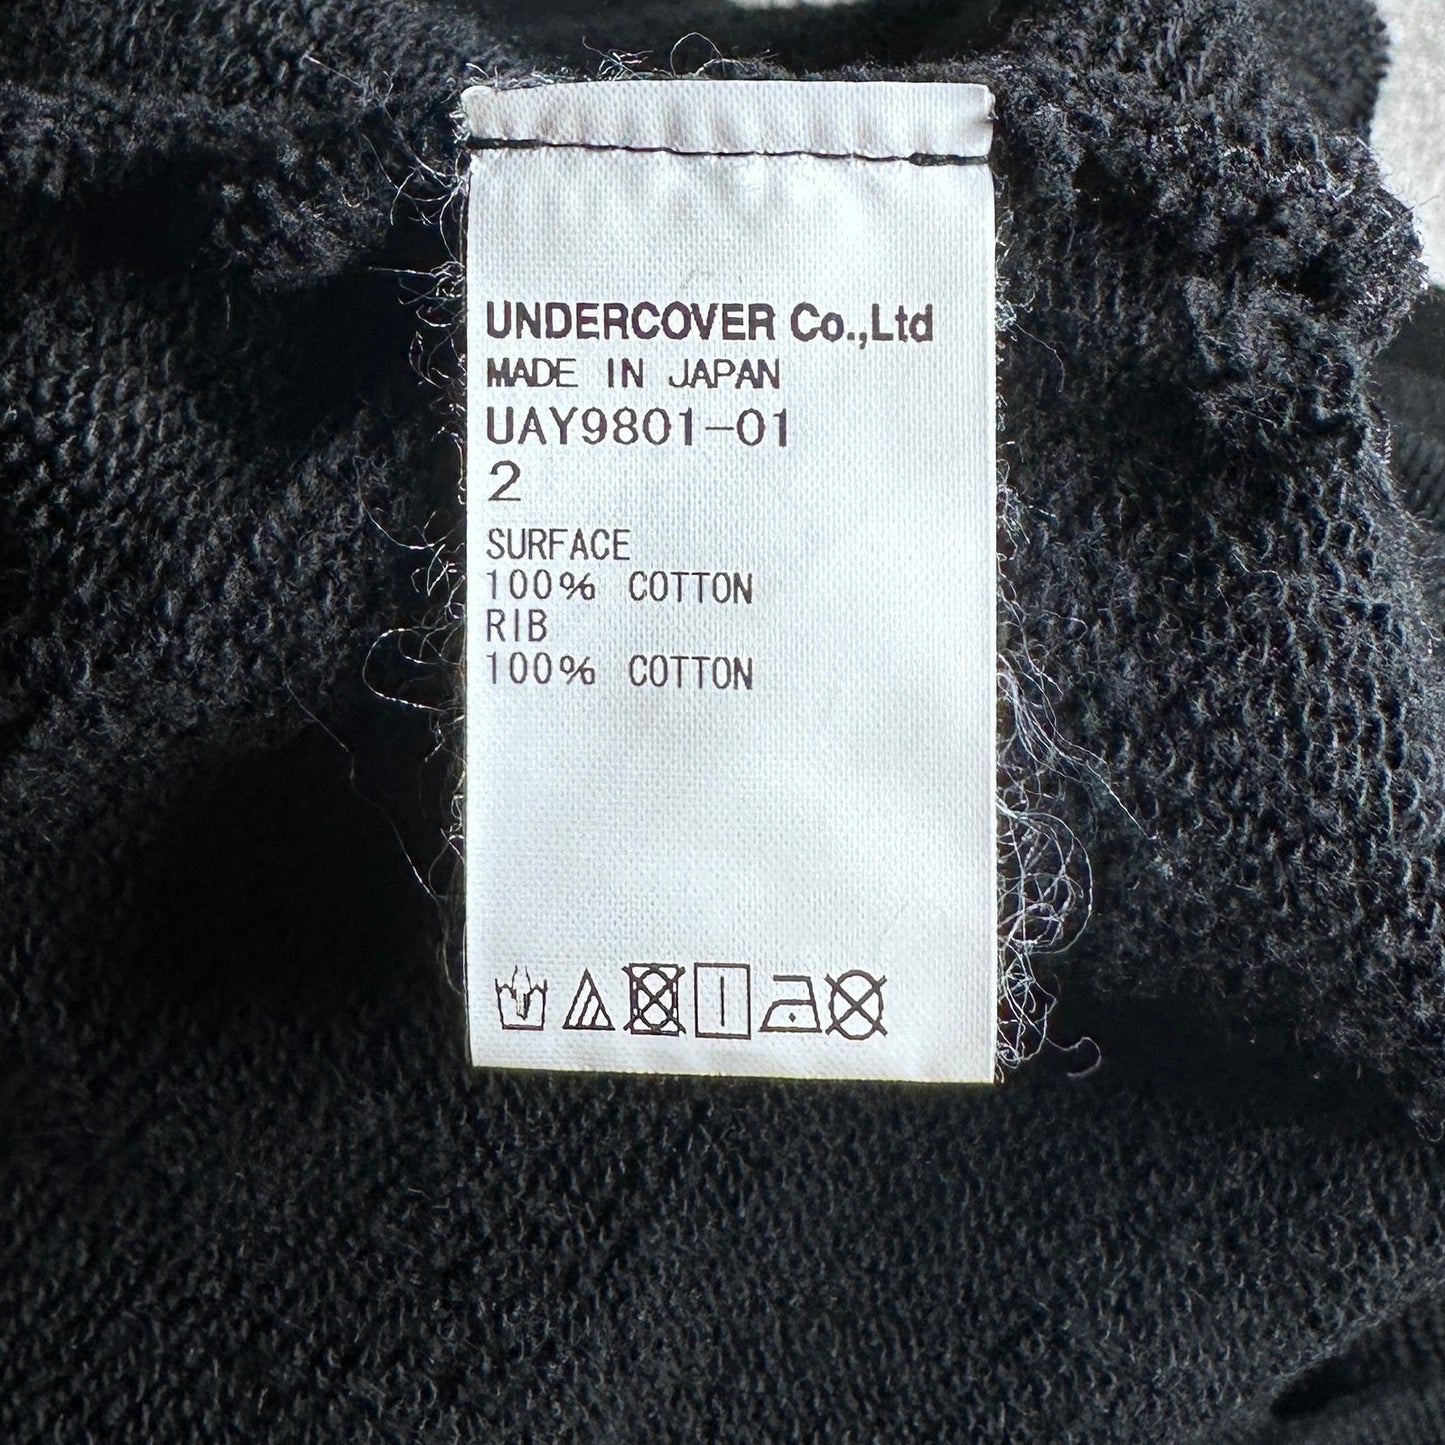 UNDERCOVER Co.,Ltd
MADE IN JAPAN
UAY9801-01
2
SURFACE
100% COTTON
RIB
100% COTTON